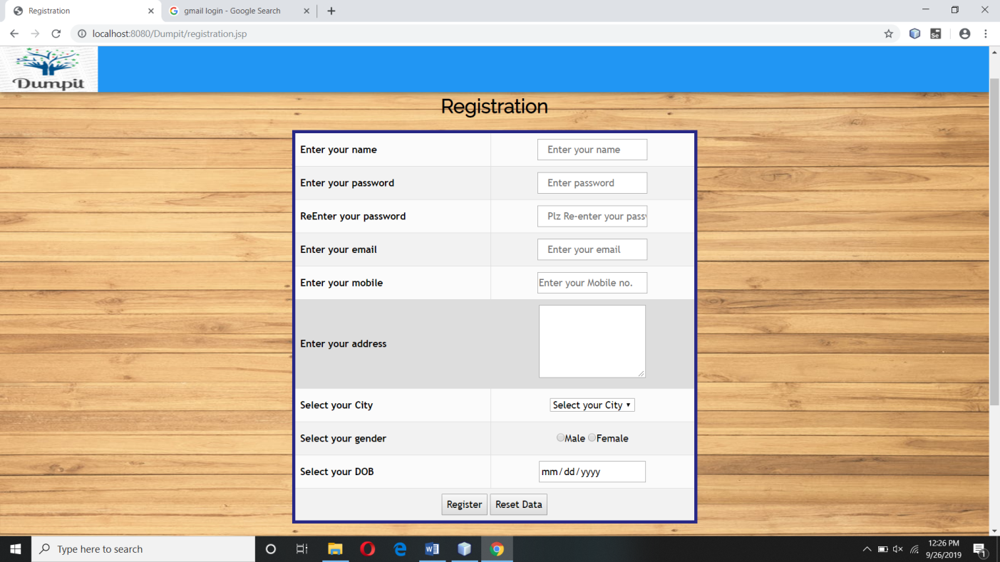 Registration
gmail login - Google Search
localhost:8080/Dumpit/registration.jsp
Se
Dumpit
Registration
Enter your name Enter your name
Enter your password Enter password
ReEnter your password Plz Re-enter your passw
Enter your email Enter your email
Enter your mobile Enter your Mobile no.
Enter your address
Select your City Select your City
Select your gender Male Female
Select your DOB mm/dd/yyyy
Register Reset Data
Type here to search
12:26 PM
9/26/2019
1